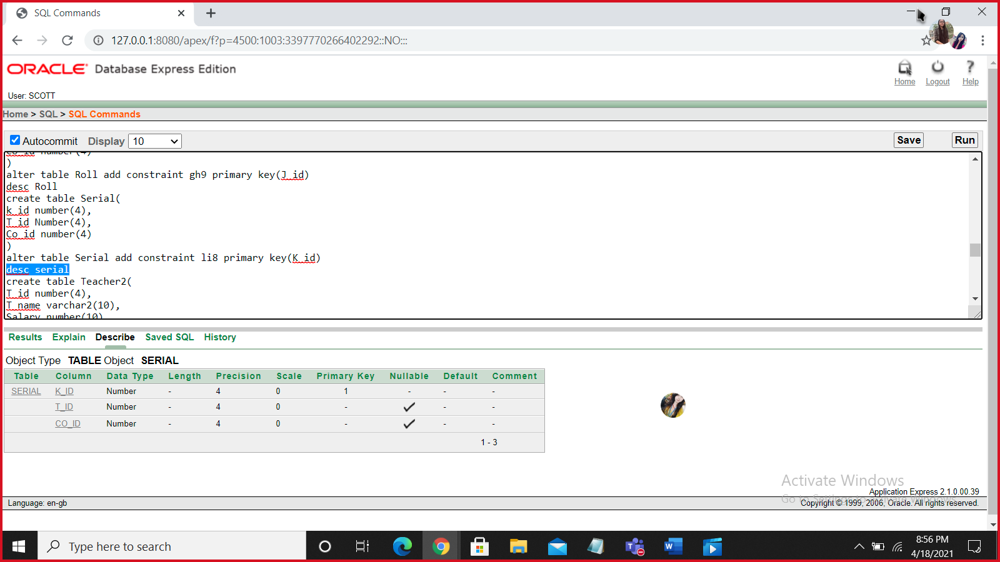 SQL Commands
127.0.0.1:8080/apex/f?p=4500:1003:3397770266402292::NO:::
ORACLE Database Express Edition
Home Logout Help
User: SCOTT
Home > SQL > SQL Commands
Autocommit Display 10 Save Run
Co_id number(4)
)
alter table Roll add constraint gh9 primary key(J_id)
desc Roll
create table Serial(
k_id number(4),
T_id Number(4),
Co_id number(4)
)
alter table Serial add constraint li8 primary key(K_id)
desc serial
create table Teacher2(
T_id number(4),
T_name varchar2(10),
Salary number(10)
Results Explain Describe Saved SQL History
Object Type TABLE Object SERIAL
Table Column Data Type Length Precision Scale Primary Key Nullable Default Comment
SERIAL K_ID Number - 4 0 1 - - -
T_ID Number - 4 0 - ✓ - -
CO_ID Number - 4 0 - ✓ - -
1 - 3
Activate Windows
Go to Settings to activate Windows.
Application Express 2.1.0.00.39
Language: en-gb
Copyright © 1999, 2006, Oracle. All rights reserved.
Type here to search
8:56 PM
4/18/2021